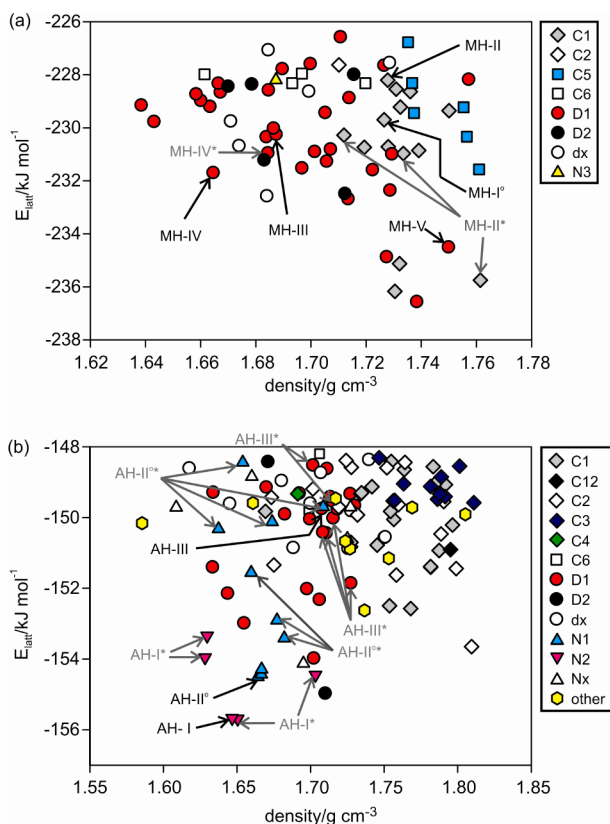 (a)
-226
-228
-230
-232
-234
-236
-238
E_latt/kJ mol⁻¹
MH-II
MH-IV*
MH-IV
MH-III
MH-I°
MH-II*
MH-V
1.62 1.64 1.66 1.68 1.70 1.72 1.74 1.76 1.78
density/g cm⁻³
C1
C2
C5
C6
D1
D2
dx
N3
(b)
-148
-150
-152
-154
-156
-158
E_latt/kJ mol⁻¹
AH-III*
AH-II°*
AH-III
AH-III*
AH-II°*
AH-I*
AH-II°
AH- I
AH-I*
1.55 1.60 1.65 1.70 1.75 1.80 1.85
density/g cm⁻³
C1
C12
C2
C3
C4
C6
D1
D2
dx
N1
N2
Nx
other